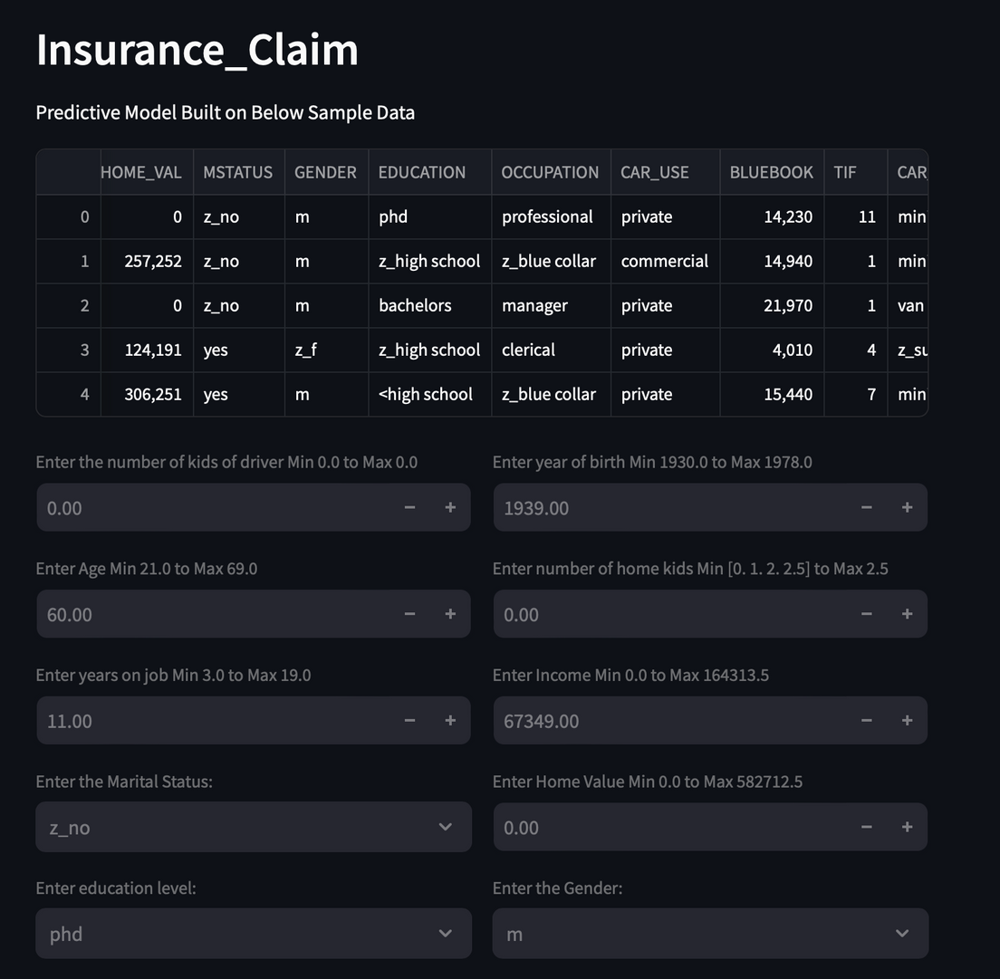 Insurance_Claim
Predictive Model Built on Below Sample Data
HOME_VAL MSTATUS GENDER EDUCATION OCCUPATION CAR_USE BLUEBOOK TIF CAR_
0 0 z_no m phd professional private 14,230 11 min
1 257,252 z_no m z_high school z_blue collar commercial 14,940 1 min
2 0 z_no m bachelors manager private 21,970 1 van
3 124,191 yes z_f z_high school clerical private 4,010 4 z_su
4 306,251 yes m <high school z_blue collar private 15,440 7 min
Enter the number of kids of driver Min 0.0 to Max 0.0 Enter year of birth Min 1930.0 to Max 1978.0
0.00 − + 1939.00 − +
Enter Age Min 21.0 to Max 69.0 Enter number of home kids Min [0. 1. 2. 2.5] to Max 2.5
60.00 − + 0.00 − +
Enter years on job Min 3.0 to Max 19.0 Enter Income Min 0.0 to Max 164313.5
11.00 − + 67349.00 − +
Enter the Marital Status: Enter Home Value Min 0.0 to Max 582712.5
z_no 0.00 − +
Enter education level: Enter the Gender:
phd m